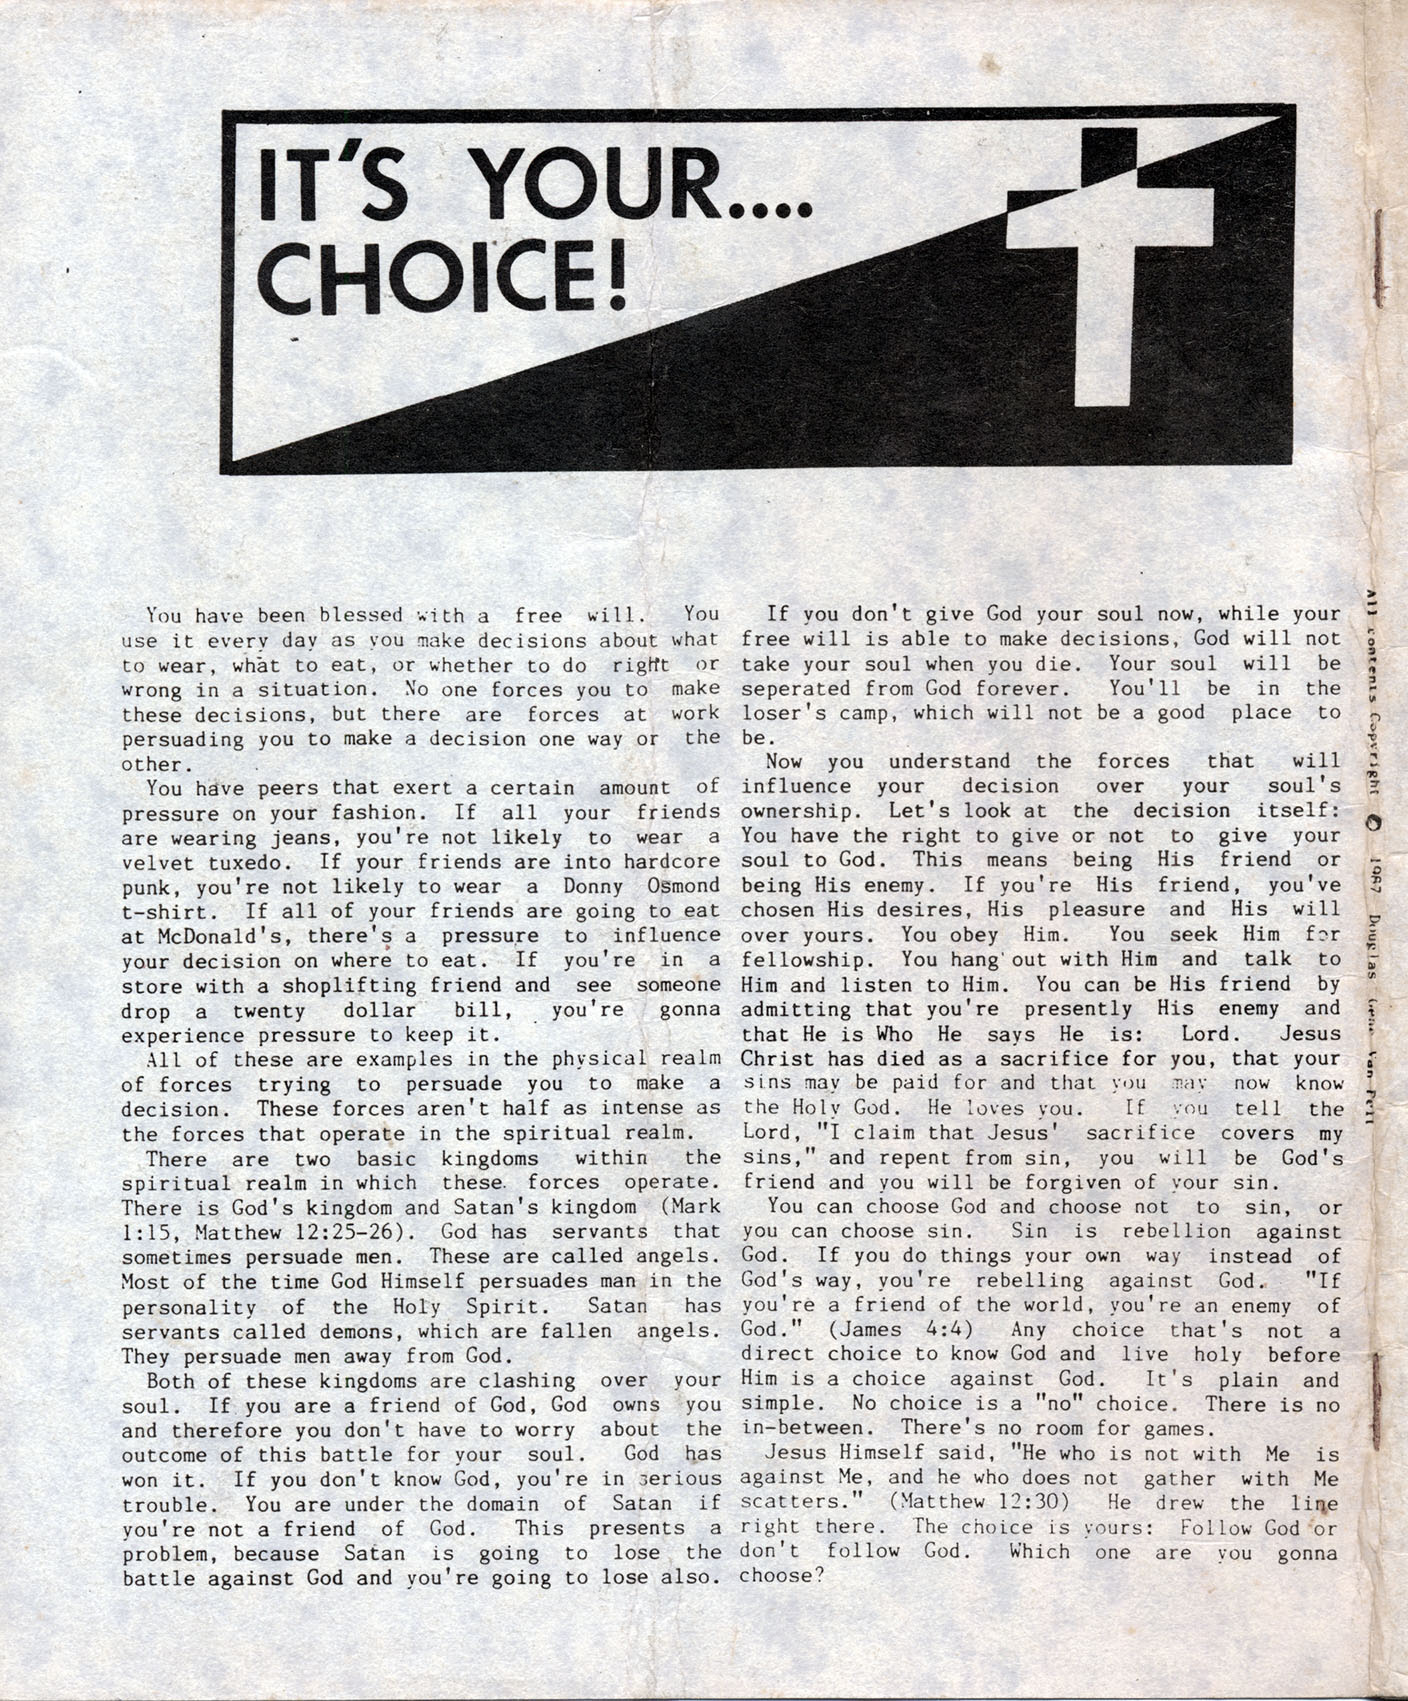 IT'S YOUR....
CHOICE!
You have been blessed with a free will. You
use it every day as you make decisions about what
to wear, what to eat, or whether to do right or
wrong in a situation. No one forces you to make
these decisions, but there are forces at work
persuading you to make a decision one way or the
other.
You have peers that exert a certain amount of
pressure on your fashion. If all your friends
are wearing jeans, you're not likely to wear a
velvet tuxedo. If your friends are into hardcore
punk, you're not likely to wear a Donny Osmond
t-shirt. If all of your friends are going to eat
at McDonald's, there's a pressure to influence
your decision on where to eat. If you're in a
store with a shoplifting friend and see someone
drop a twenty dollar bill, you're gonna
experience pressure to keep it.
All of these are examples in the physical realm
of forces trying to persuade you to make a
decision. These forces aren't half as intense as
the forces that operate in the spiritual realm.
There are two basic kingdoms within the
spiritual realm in which these forces operate.
There is God's kingdom and Satan's kingdom (Mark
1:15, Matthew 12:25-26). God has servants that
sometimes persuade men. These are called angels.
Most of the time God Himself persuades man in the
personality of the Holy Spirit. Satan has
servants called demons, which are fallen angels.
They persuade men away from God.
Both of these kingdoms are clashing over your
soul. If you are a friend of God, God owns you
and therefore you don't have to worry about the
outcome of this battle for your soul. God has
won it. If you don't know God, you're in serious
trouble. You are under the domain of Satan if
you're not a friend of God. This presents a
problem, because Satan is going to lose the
battle against God and you're going to lose also.
If you don't give God your soul now, while your
free will is able to make decisions, God will not
take your soul when you die. Your soul will be
seperated from God forever. You'll be in the
loser's camp, which will not be a good place to
be.
Now you understand the forces that will
influence your decision over your soul's
ownership. Let's look at the decision itself:
You have the right to give or not to give your
soul to God. This means being His friend or
being His enemy. If you're His friend, you've
chosen His desires, His pleasure and His will
over yours. You obey Him. You seek Him for
fellowship. You hang out with Him and talk to
Him and listen to Him. You can be His friend by
admitting that you're presently His enemy and
that He is Who He says He is: Lord. Jesus
Christ has died as a sacrifice for you, that your
sins may be paid for and that you may now know
the Holy God. He loves you. If you tell the
Lord, "I claim that Jesus' sacrifice covers my
sins," and repent from sin, you will be God's
friend and you will be forgiven of your sin.
You can choose God and choose not to sin, or
you can choose sin. Sin is rebellion against
God. If you do things your own way instead of
God's way, you're rebelling against God. "If
you're a friend of the world, you're an enemy of
God." (James 4:4) Any choice that's not a
direct choice to know God and live holy before
Him is a choice against God. It's plain and
simple. No choice is a "no" choice. There is no
in-between. There's no room for games.
Jesus Himself said, "He who is not with Me is
against Me, and he who does not gather with Me
scatters." (Matthew 12:30) He drew the line
right there. The choice is yours: Follow God or
don't follow God. Which one are you gonna
choose?
All contents Copyright © 1987 Douglas Gene Van Pelt